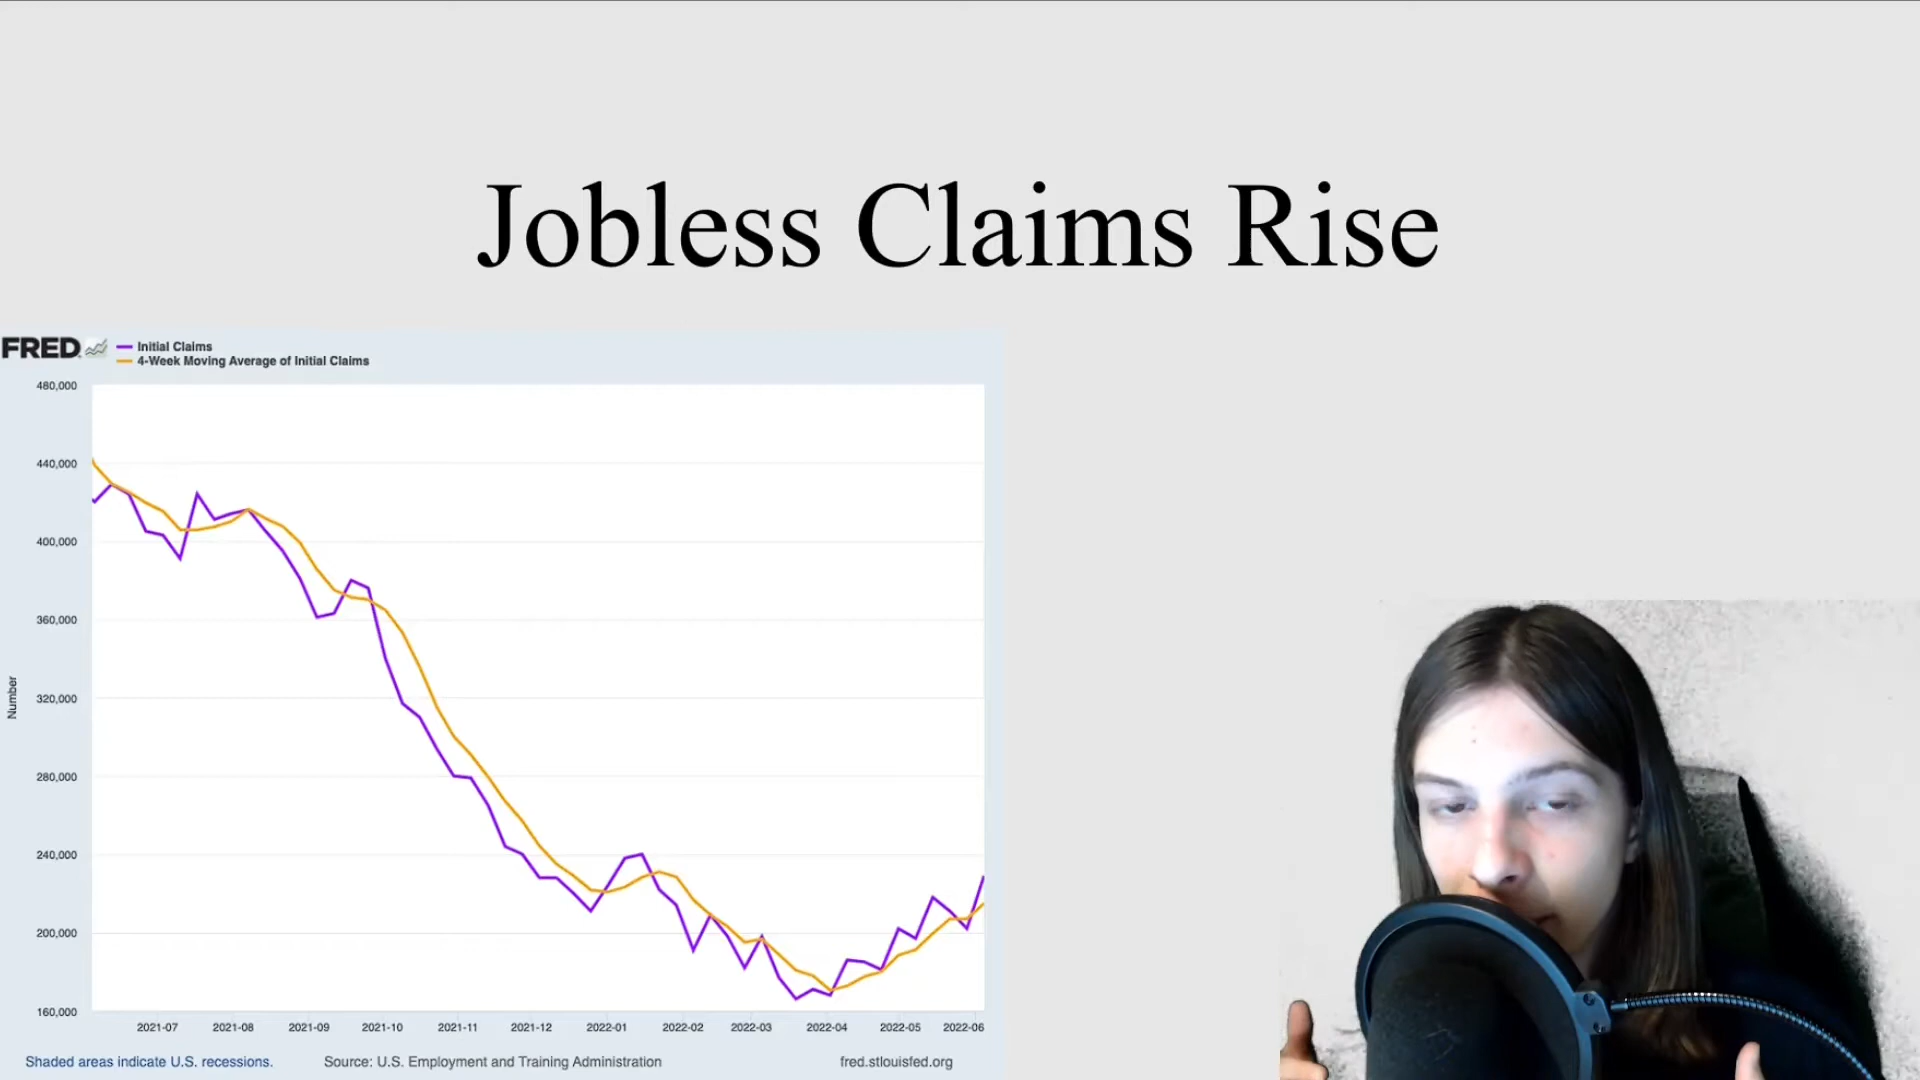 Jobless Claims Rise
FRED
Initial Claims
4-Week Moving Average of Initial Claims
480,000
440,000
400,000
360,000
320,000
280,000
240,000
200,000
160,000
Number
2021-07 2021-08 2021-09 2021-10 2021-11 2021-12 2022-01 2022-02 2022-03 2022-04 2022-05 2022-06
Shaded areas indicate U.S. recessions. Source: U.S. Employment and Training Administration fred.stlouisfed.org